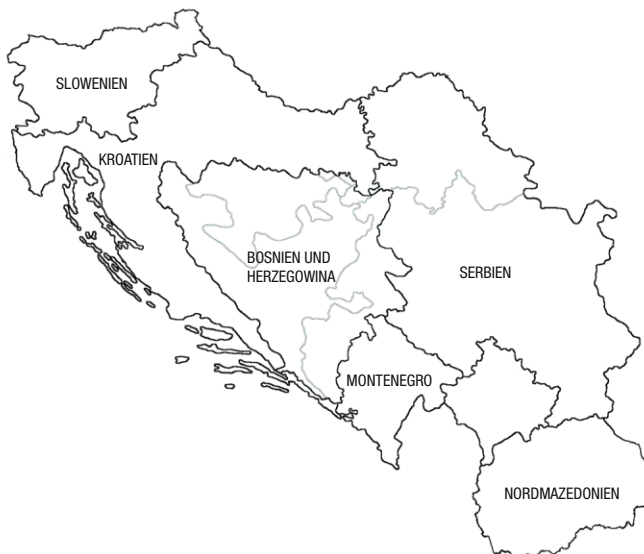 SLOWENIEN
KROATIEN
BOSNIEN UND
HERZEGOWINA
SERBIEN
MONTENEGRO
NORDMAZEDONIEN